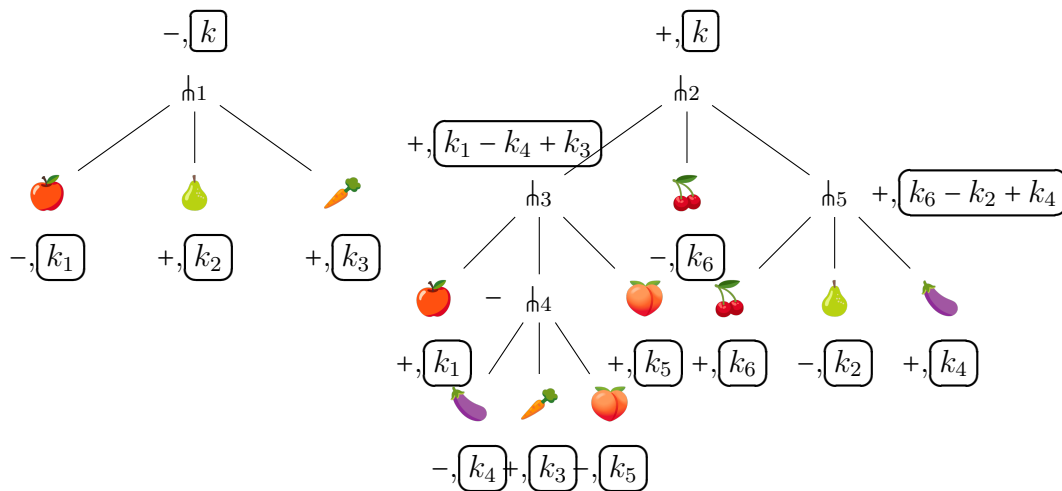 −, k +, k
⫛1 ⫛2
+, k₁ − k₄ + k₃
⫛3 ⫛5 +, k₆ − k₂ + k₄
−, k₁ +, k₂ +, k₃ −, k₆
− ⫛4
+, k₁ +, k₅ +, k₆ −, k₂ +, k₄
−, k₄ +, k₃ −, k₅